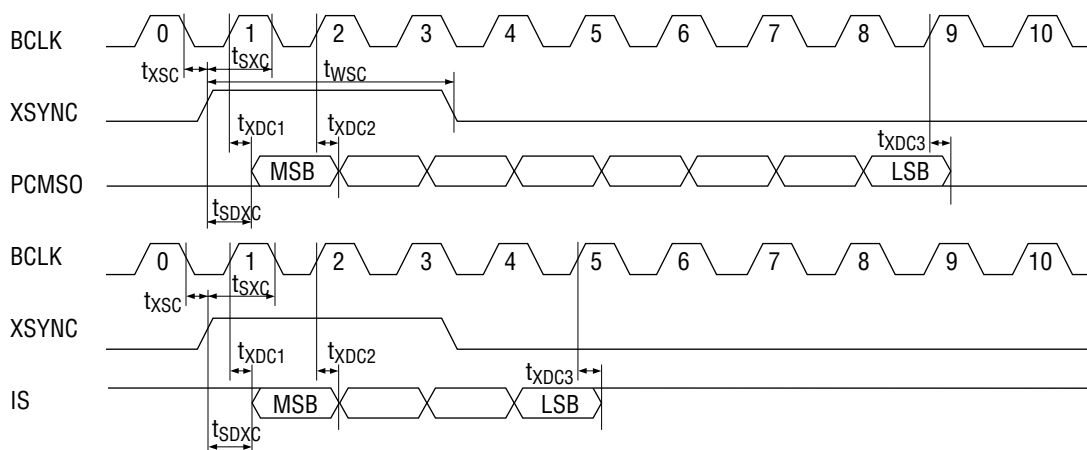 BCLK 0 1 2 3 4 5 6 7 8 9 10
tXSC tSXC tWSC
XSYNC
tXDC1 tXDC2 tXDC3
PCMSO MSB LSB
tSDXC
BCLK 0 1 2 3 4 5 6 7 8 9 10
tXSC tSXC
XSYNC
tXDC1 tXDC2 tXDC3
IS MSB LSB
tSDXC